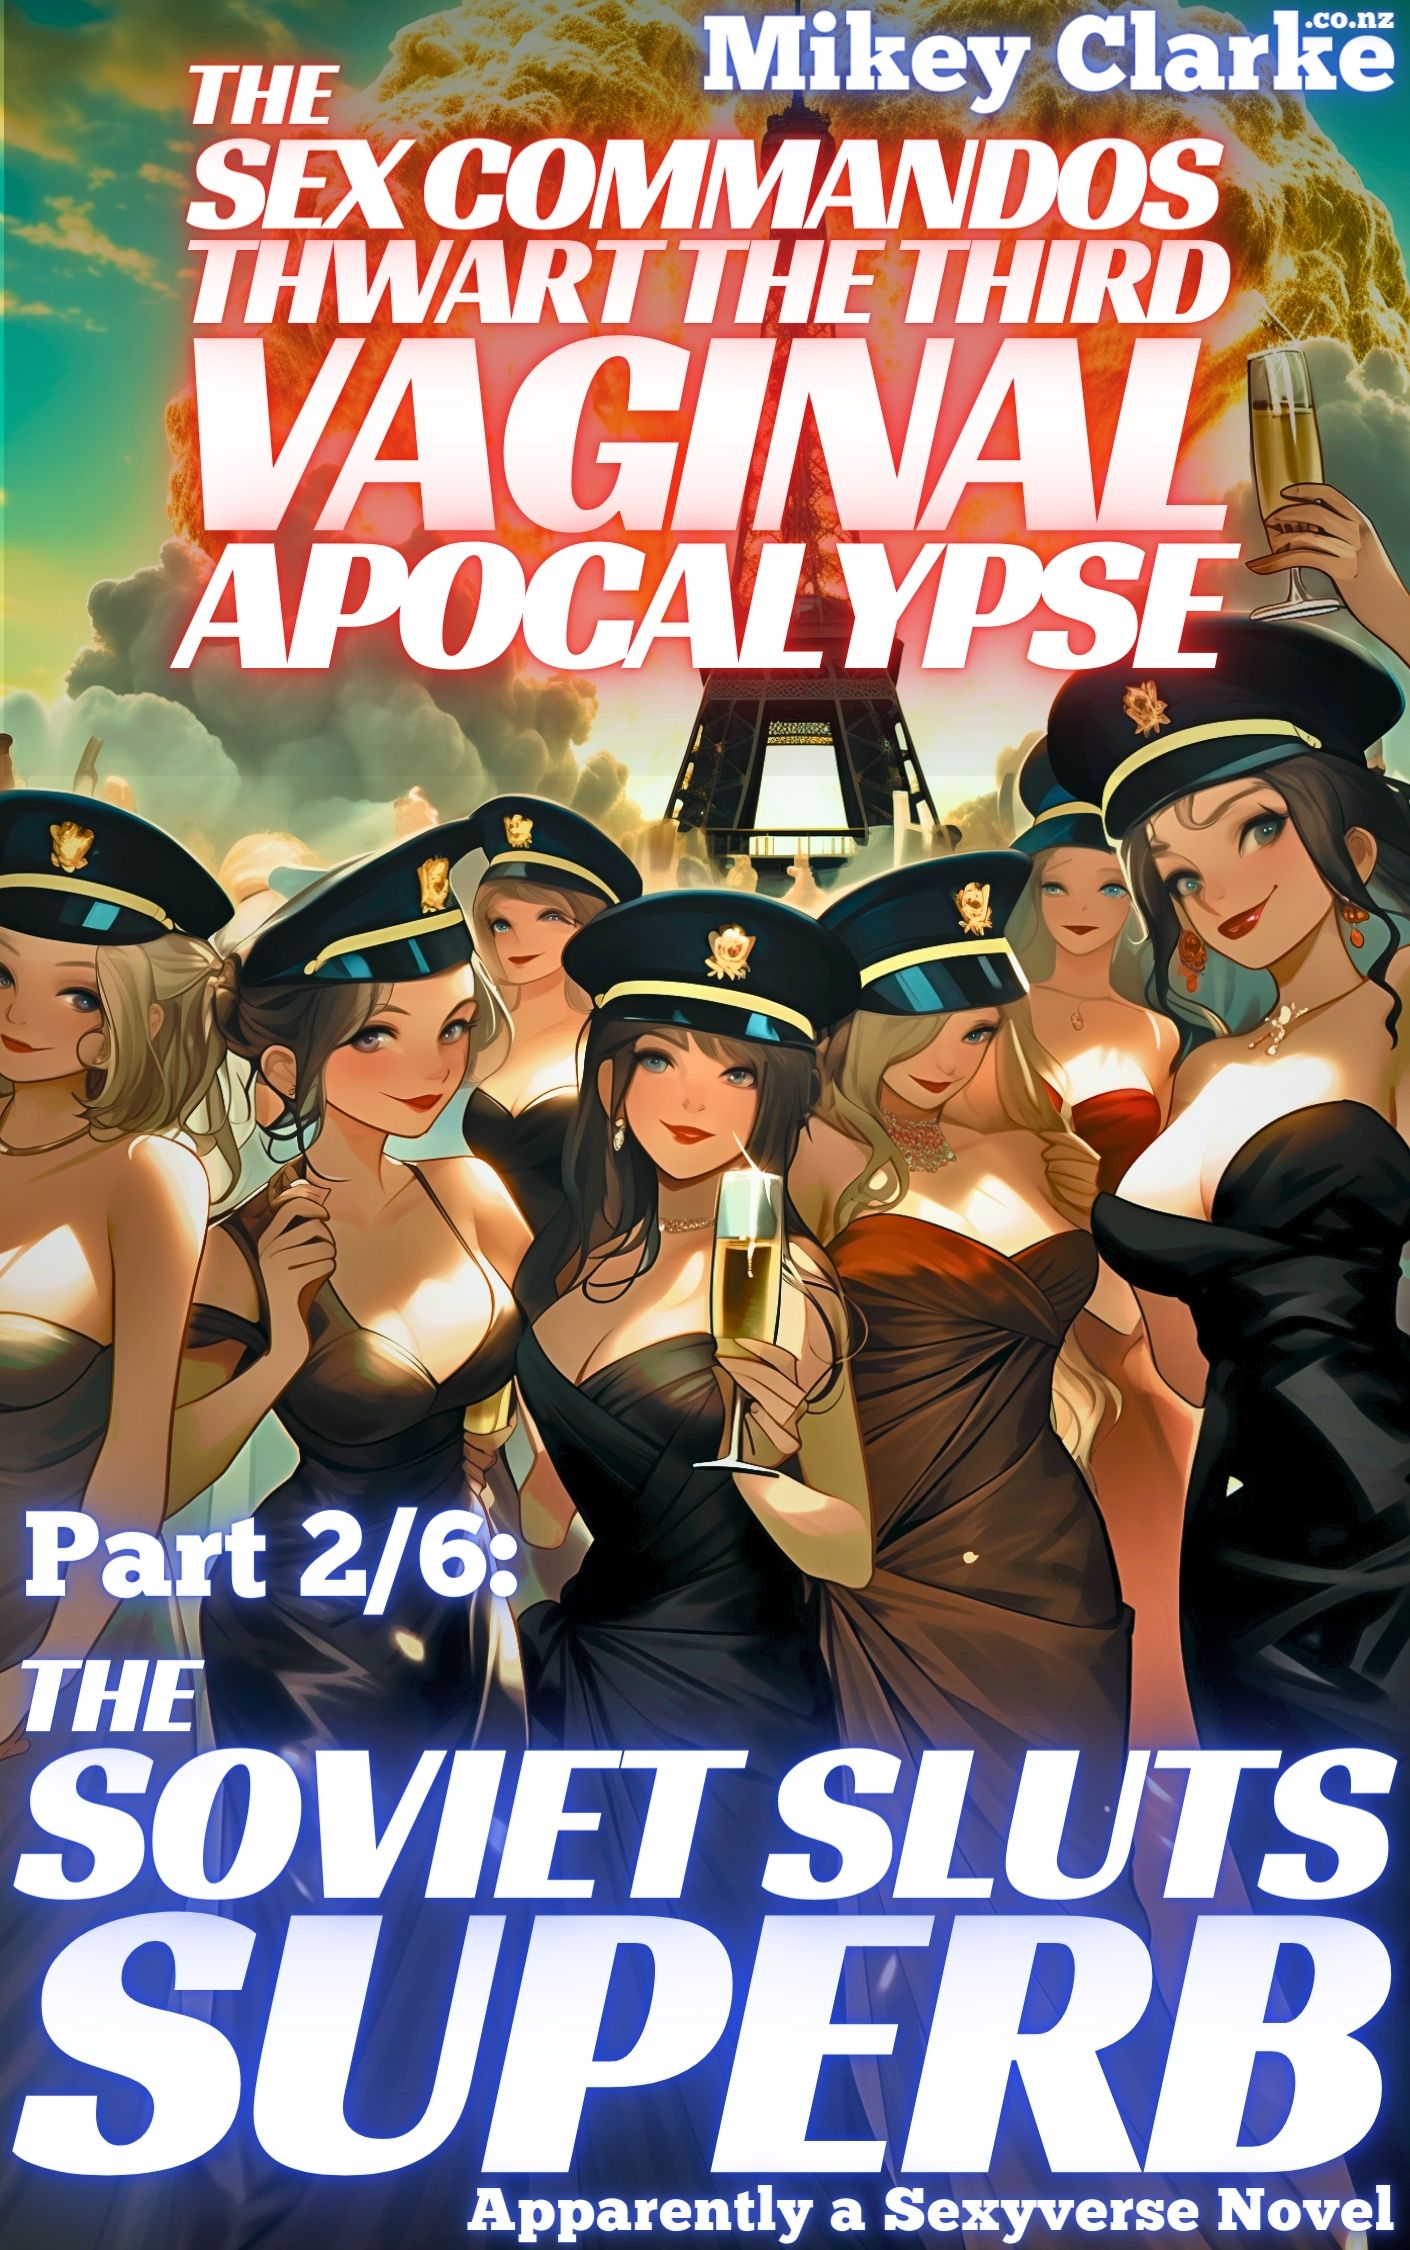 Mikey Clarke.co.nz
THE
SEX COMMANDOS
THWART THE THIRD
VAGINAL
APOCALYPSE
Part 2/6:
THE
SOVIET SLUTS
SUPERB
Apparently a Sexyverse Novel